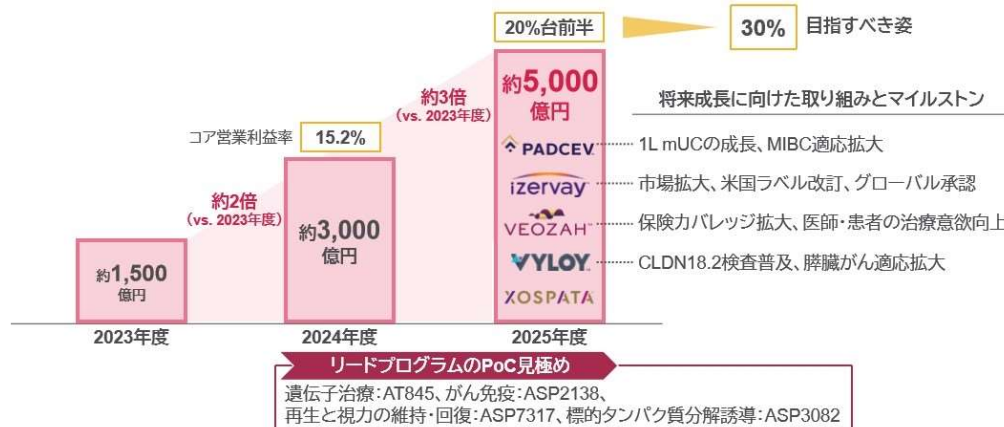 20%台前半
30%
目指すべき姿
約5,000
億円
約3倍
(vs. 2023年度)
将来成長に向けた取り組みとマイルストン
コア営業利益率
15.2%
PADCEV
1L mUCの成長、MIBC適応拡大
izervay
市場拡大、米国ラベル改訂、グローバル承認
約2倍
(vs. 2023年度)
約3,000
億円
VEOZAH
保険カバレッジ拡大、医師・患者の治療意欲向上
約1,500
億円
VYLOY
CLDN18.2検査普及、膵臓がん適応拡大
XOSPATA
2023年度
2024年度
2025年度
リードプログラムのPoC見極め
遺伝子治療:AT845、がん免疫:ASP2138、
再生と視力の維持・回復:ASP7317、標的タンパク質分解誘導:ASP3082